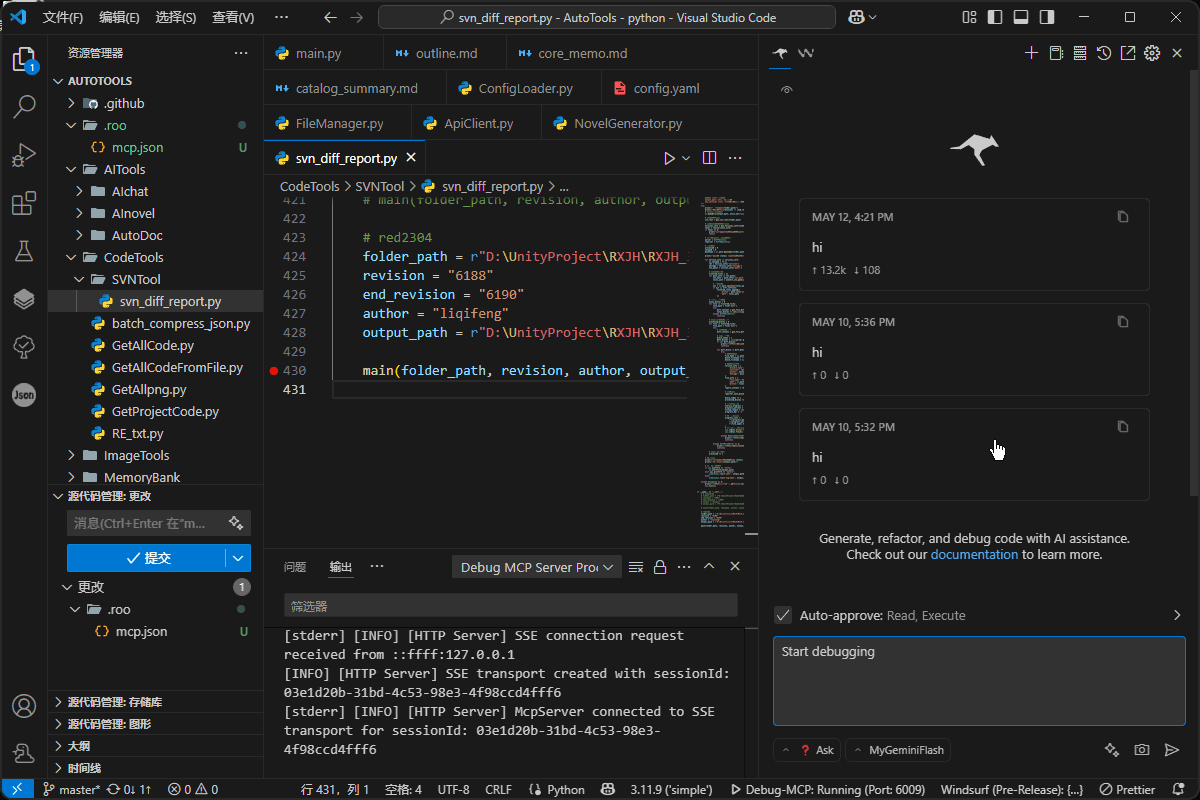 文件(F) 编辑(E) 选择(S) 查看(V) ··· svn_diff_report.py - AutoTools - python - Visual Studio Code
资源管理器
1
AUTOTOOLS
.github
.roo
mcp.json U
AITools
AIchat
AInovel
AutoDoc
CodeTools
SVNTool
svn_diff_report.py
batch_compress_json.py
GetAllCode.py
GetAllCodeFromFile.py
GetAllpng.py
GetProjectCode.py
RE_txt.py
ImageTools
MemoryBank
Json
源代码管理: 更改
消息(Ctrl+Enter 在"m...
提交
更改 1
.roo
mcp.json U
源代码管理: 存储库
源代码管理: 图形
大纲
时间线
main.py outline.md core_memo.md
catalog_summary.md ConfigLoader.py config.yaml
FileManager.py ApiClient.py NovelGenerator.py
svn_diff_report.py
CodeTools > SVNTool > svn_diff_report.py > ...
421 # main(folder_path, revision, author, outpu
422
423 # red2304
424 folder_path = r"D:\UnityProject\RXJH\RXJH_
425 revision = "6188"
426 end_revision = "6190"
427 author = "liqifeng"
428 output_path = r"D:\UnityProject\RXJH\RXJH_
429
430 main(folder_path, revision, author, output_
431
问题 输出 ··· Debug MCP Server Pro
筛选器
[stderr] [INFO] [HTTP Server] SSE connection request
received from ::ffff:127.0.0.1
[INFO] [HTTP Server] SSE transport created with sessionId:
03e1d20b-31bd-4c53-98e3-4f98ccd4fff6
[stderr] [INFO] [HTTP Server] McpServer connected to SSE
transport for sessionId: 03e1d20b-31bd-4c53-98e3-
4f98ccd4fff6
MAY 12, 4:21 PM
hi
↑ 13.2k ↓ 108
MAY 10, 5:36 PM
hi
↑ 0 ↓ 0
MAY 10, 5:32 PM
hi
↑ 0 ↓ 0
Generate, refactor, and debug code with AI assistance.
Check out our documentation to learn more.
Auto-approve: Read, Execute
Start debugging
❓ Ask MyGeminiFlash
master* 0↓ 1↑ 0 0 行 431，列 1 空格: 4 UTF-8 CRLF Python 3.11.9 ('simple') Debug-MCP: Running (Port: 6009) Windsurf (Pre-Release): {...} Prettier